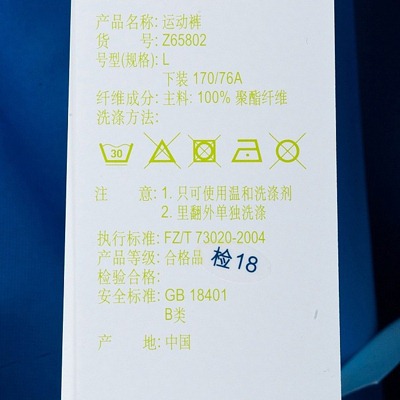 产品名称: 运动裤
货 号: Z65802
号型(规格): L
下装 170/76A
纤维成分: 主料: 100% 聚酯纤维
洗涤方法:
30
注 意: 1. 只可使用温和洗涤剂
2. 里翻外单独洗涤
执行标准: FZ/T 73020-2004
产品等级: 合格品
检验合格: 检18
安全标准: GB 18401
B类
产 地: 中国